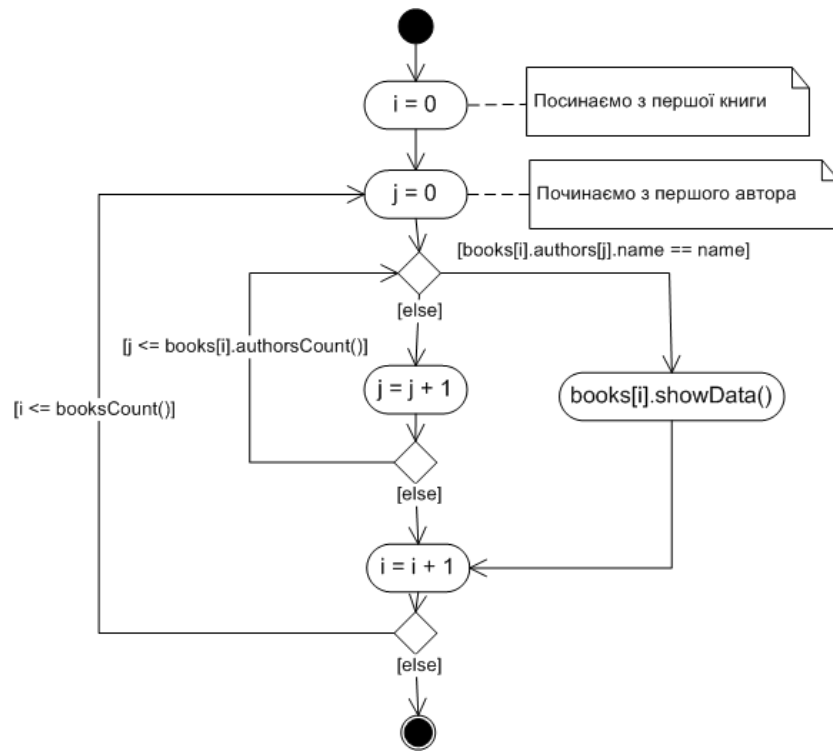 i = 0
Посинаємо з першої книги
j = 0
Починаємо з першого автора
[books[i].authors[j].name == name]
[else]
[j <= books[i].authorsCount()]
j = j + 1
books[i].showData()
[i <= booksCount()]
[else]
i = i + 1
[else]